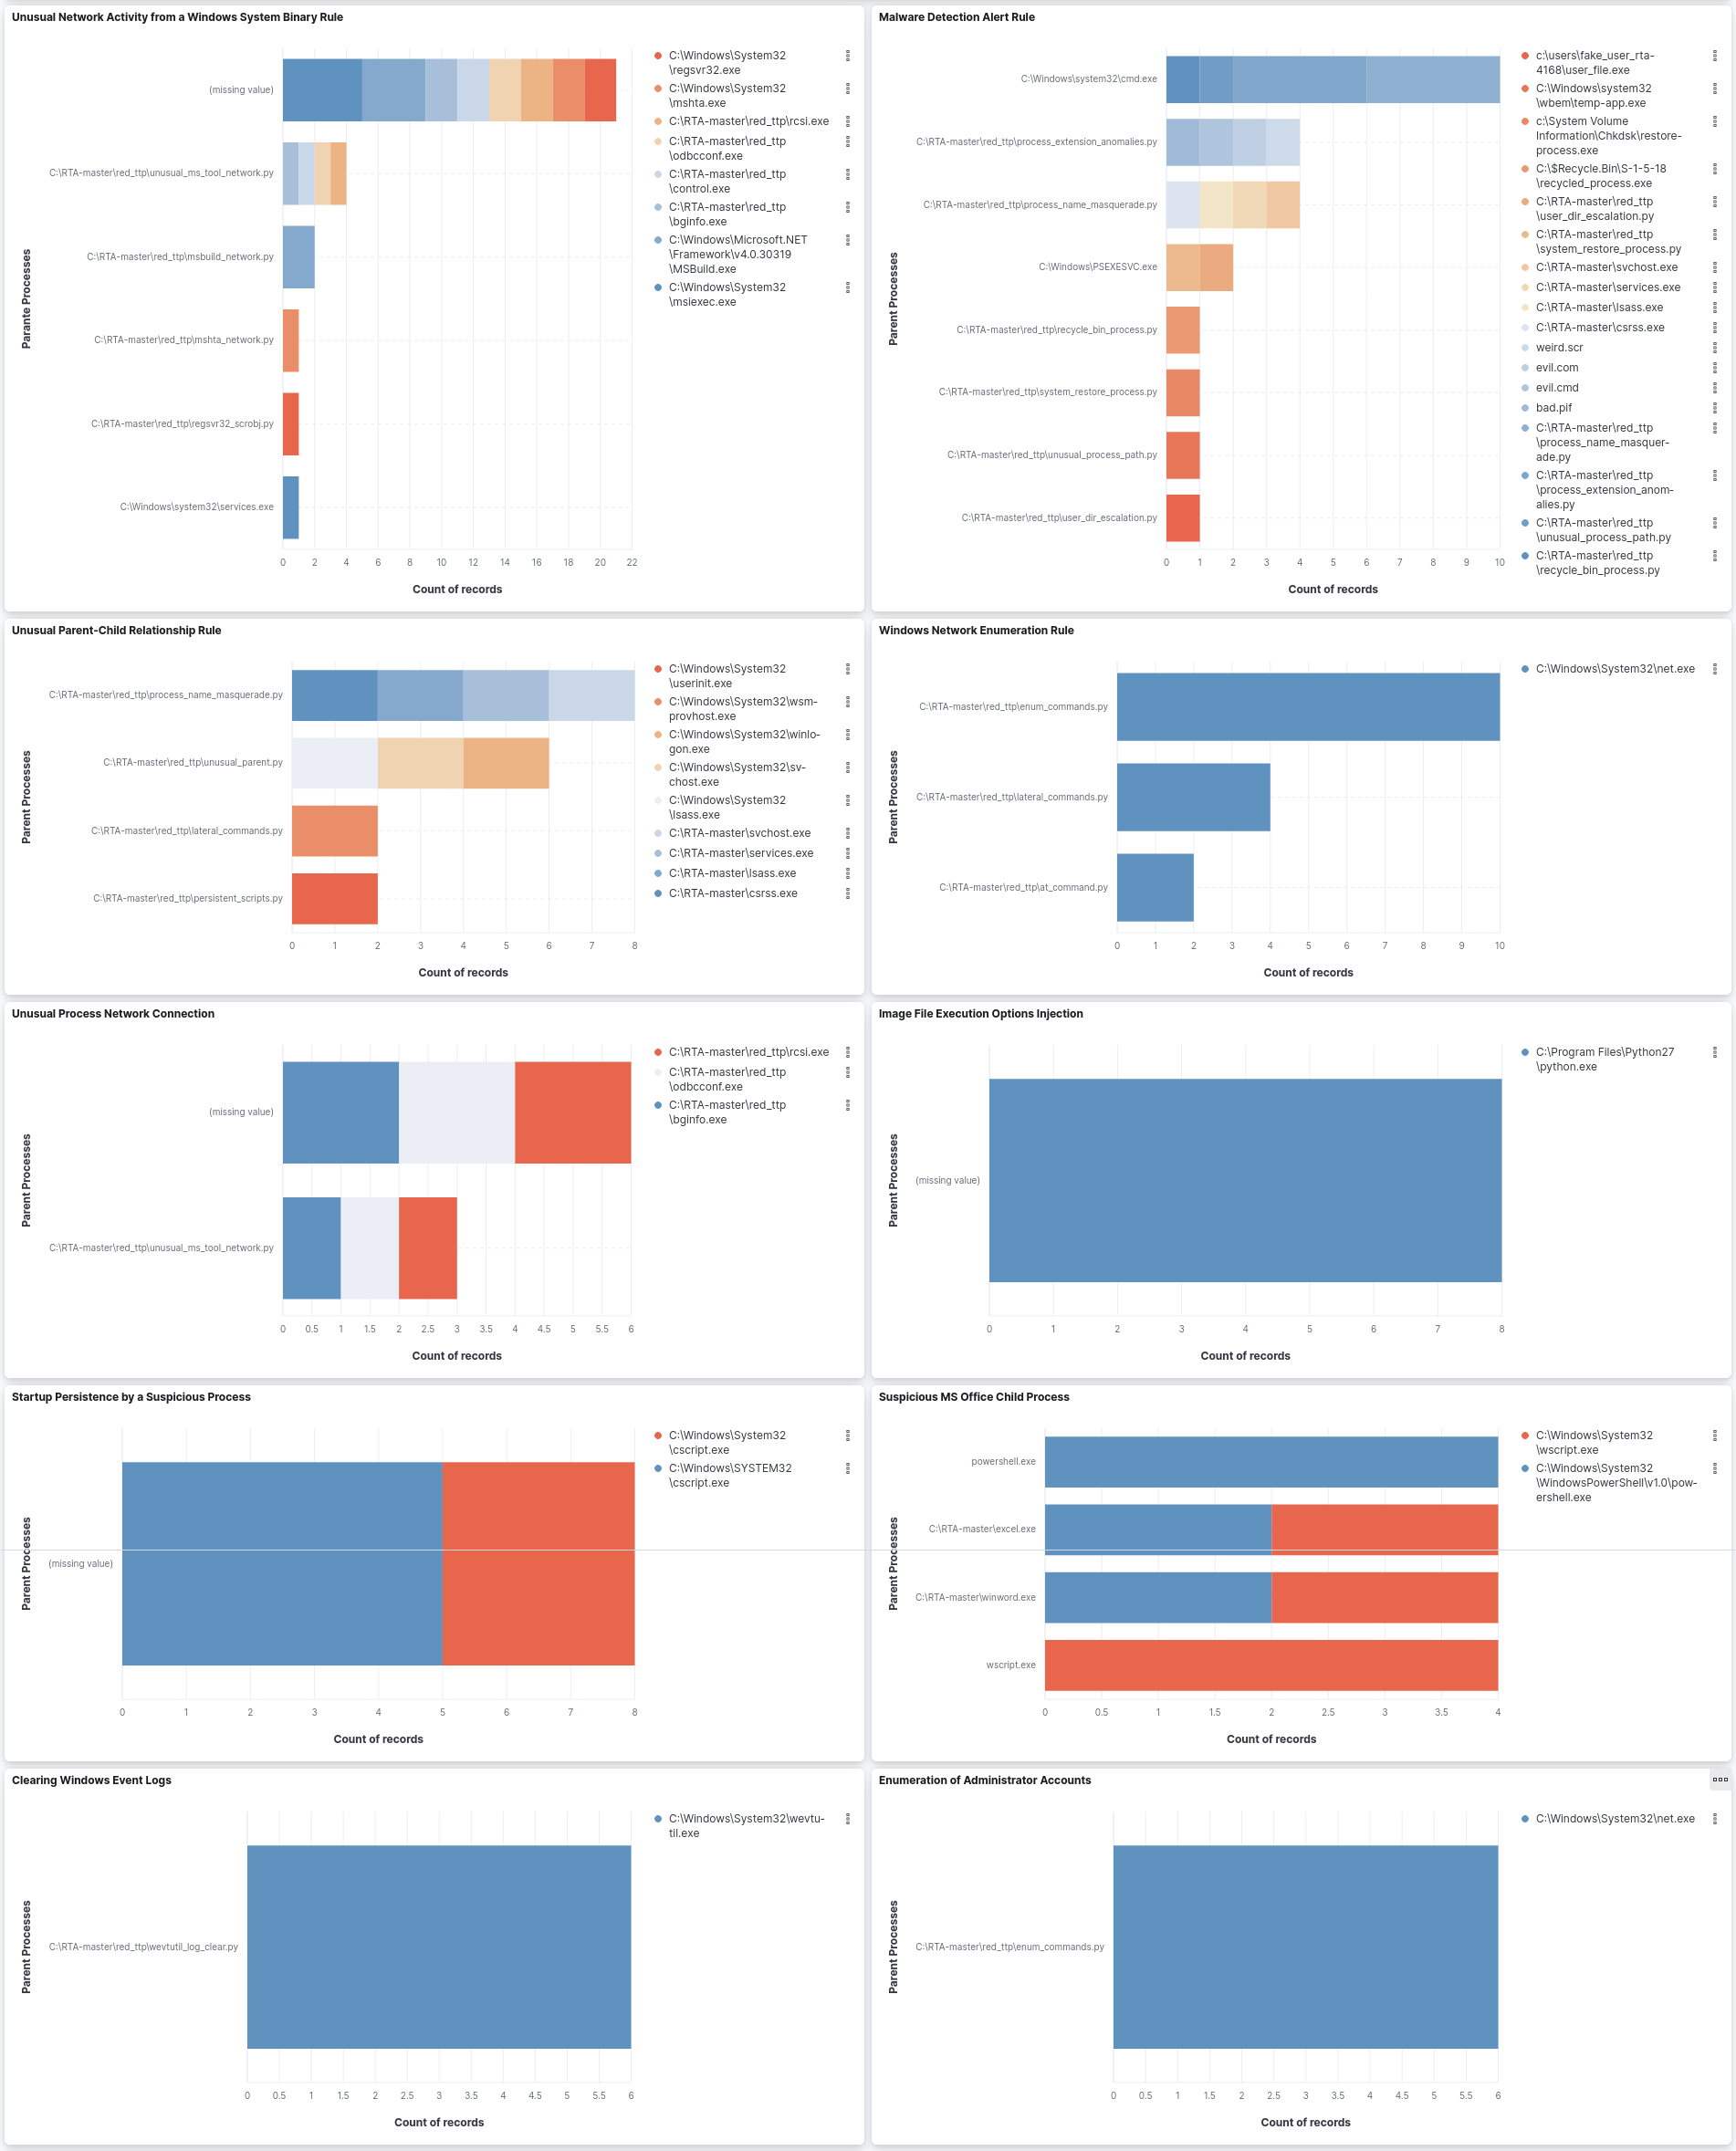 Unusual Network Activity from a Windows System Binary Rule
Parante Processes
(missing value)
C:\RTA-master\red_ttp\unusual_ms_tool_network.py
C:\RTA-master\red_ttp\msbuild_network.py
C:\RTA-master\red_ttp\mshta_network.py
C:\RTA-master\red_ttp\regsvr32_scrobj.py
C:\Windows\system32\services.exe
0 2 4 6 8 10 12 14 16 18 20 22
Count of records
C:\Windows\System32
\regsvr32.exe
C:\Windows\System32
\mshta.exe
C:\RTA-master\red_ttp\rcsi.exe
C:\RTA-master\red_ttp
\odbcconf.exe
C:\RTA-master\red_ttp
\control.exe
C:\RTA-master\red_ttp
\bginfo.exe
C:\Windows\Microsoft.NET
\Framework\v4.0.30319
\MSBuild.exe
C:\Windows\System32
\msiexec.exe
Malware Detection Alert Rule
Parent Processes
C:\Windows\system32\cmd.exe
C:\RTA-master\red_ttp\process_extension_anomalies.py
C:\RTA-master\red_ttp\process_name_masquerade.py
C:\Windows\PSEXESVC.exe
C:\RTA-master\red_ttp\recycle_bin_process.py
C:\RTA-master\red_ttp\system_restore_process.py
C:\RTA-master\red_ttp\unusual_process_path.py
C:\RTA-master\red_ttp\user_dir_escalation.py
0 1 2 3 4 5 6 7 8 9 10
Count of records
c:\users\fake_user_rta-
4168\user_file.exe
C:\Windows\system32
\wbem\temp-app.exe
c:\System Volume
Information\Chkdsk\restore-
process.exe
C:\$Recycle.Bin\S-1-5-18
\recycled_process.exe
C:\RTA-master\red_ttp
\user_dir_escalation.py
C:\RTA-master\red_ttp
\system_restore_process.py
C:\RTA-master\svchost.exe
C:\RTA-master\services.exe
C:\RTA-master\lsass.exe
C:\RTA-master\csrss.exe
weird.scr
evil.com
evil.cmd
bad.pif
C:\RTA-master\red_ttp
\process_name_masquer-
ade.py
C:\RTA-master\red_ttp
\process_extension_anom-
alies.py
C:\RTA-master\red_ttp
\unusual_process_path.py
C:\RTA-master\red_ttp
\recycle_bin_process.py
Unusual Parent-Child Relationship Rule
Parent Processes
C:\RTA-master\red_ttp\process_name_masquerade.py
C:\RTA-master\red_ttp\unusual_parent.py
C:\RTA-master\red_ttp\lateral_commands.py
C:\RTA-master\red_ttp\persistent_scripts.py
0 1 2 3 4 5 6 7 8
Count of records
C:\Windows\System32
\userinit.exe
C:\Windows\System32\wsm-
provhost.exe
C:\Windows\System32\winlo-
gon.exe
C:\Windows\System32\sv-
chost.exe
C:\Windows\System32
\lsass.exe
C:\RTA-master\svchost.exe
C:\RTA-master\services.exe
C:\RTA-master\lsass.exe
C:\RTA-master\csrss.exe
Windows Network Enumeration Rule
Parent Processes
C:\RTA-master\red_ttp\enum_commands.py
C:\RTA-master\red_ttp\lateral_commands.py
C:\RTA-master\red_ttp\at_command.py
0 1 2 3 4 5 6 7 8 9 10
Count of records
C:\Windows\System32\net.exe
Unusual Process Network Connection
Parent Processes
(missing value)
C:\RTA-master\red_ttp\unusual_ms_tool_network.py
0 0.5 1 1.5 2 2.5 3 3.5 4 4.5 5 5.5 6
Count of records
C:\RTA-master\red_ttp\rcsi.exe
C:\RTA-master\red_ttp
\odbcconf.exe
C:\RTA-master\red_ttp
\bginfo.exe
Image File Execution Options Injection
Parent Processes
(missing value)
0 1 2 3 4 5 6 7 8
Count of records
C:\Program Files\Python27
\python.exe
Startup Persistence by a Suspicious Process
Parent Processes
(missing value)
0 1 2 3 4 5 6 7 8
Count of records
C:\Windows\System32
\cscript.exe
C:\Windows\SYSTEM32
\cscript.exe
Suspicious MS Office Child Process
Parent Processes
powershell.exe
C:\RTA-master\excel.exe
C:\RTA-master\winword.exe
wscript.exe
0 0.5 1 1.5 2 2.5 3 3.5 4
Count of records
C:\Windows\System32
\wscript.exe
C:\Windows\System32
\WindowsPowerShell\v1.0\pow-
ershell.exe
Clearing Windows Event Logs
Parent Processes
C:\RTA-master\red_ttp\wevtutil_log_clear.py
0 0.5 1 1.5 2 2.5 3 3.5 4 4.5 5 5.5 6
Count of records
C:\Windows\System32\wevtu-
til.exe
Enumeration of Administrator Accounts
Parent Processes
C:\RTA-master\red_ttp\enum_commands.py
0 0.5 1 1.5 2 2.5 3 3.5 4 4.5 5 5.5 6
Count of records
C:\Windows\System32\net.exe